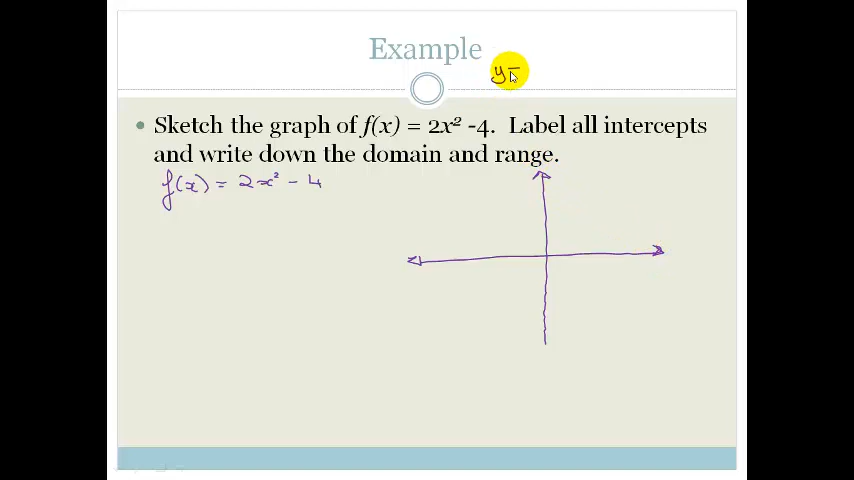 Example
y=
Sketch the graph of f(x) = 2x² -4. Label all intercepts
and write down the domain and range.
f(x) = 2x² - 4